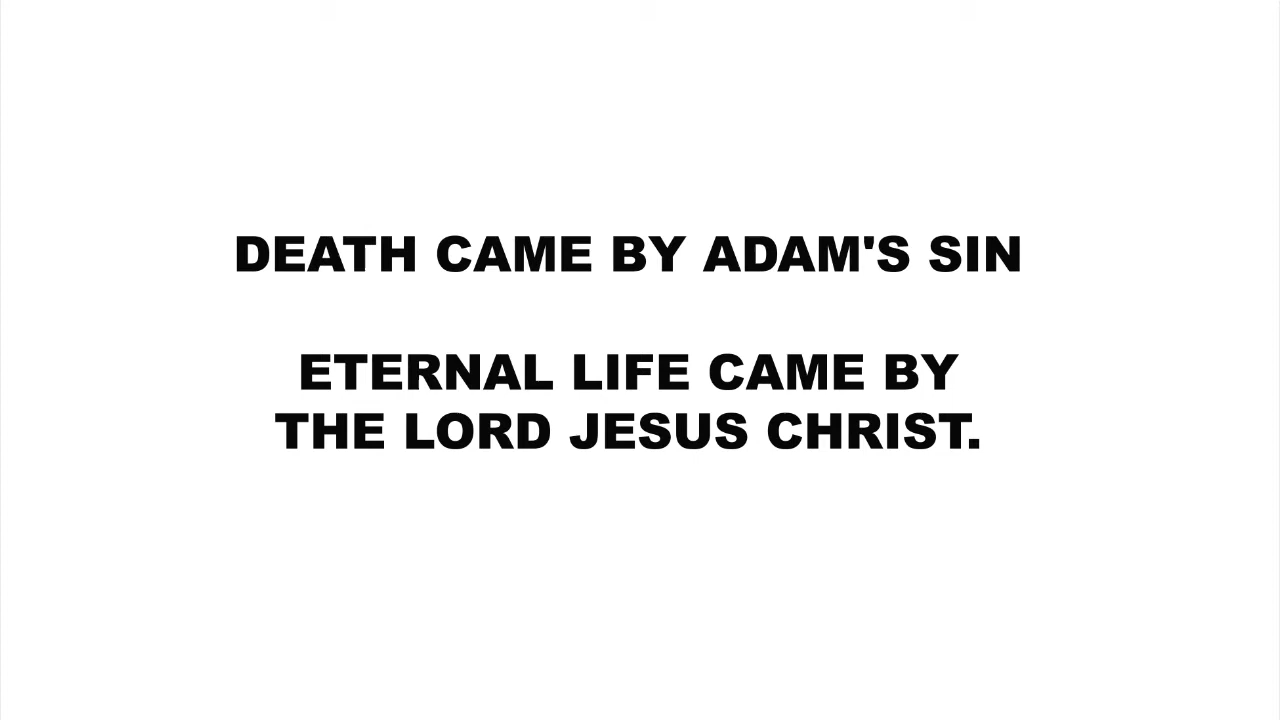 DEATH CAME BY ADAM'S SIN
ETERNAL LIFE CAME BY
THE LORD JESUS CHRIST.